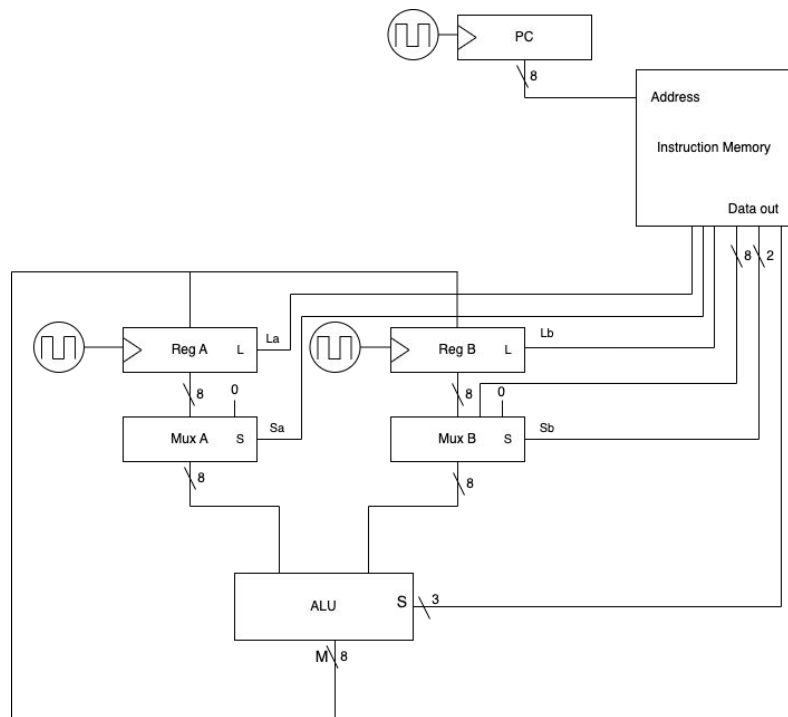 PC
8
Address
Instruction Memory
Data out
8 2
La
Lb
Reg A L
Reg B L
8 0
8 0
Sa
Sb
Mux A S
Mux B S
8
8
ALU S 3
M 8